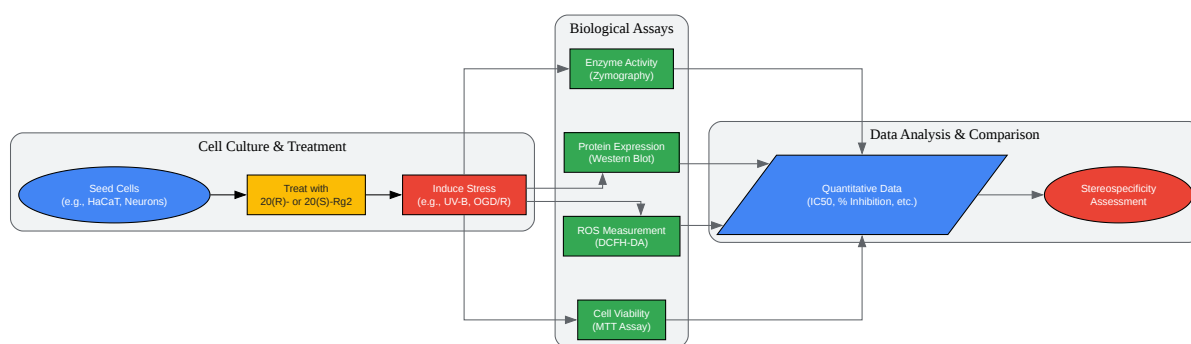 Biological Assays
Enzyme Activity
(Zymography)
Cell Culture & Treatment
Seed Cells
(e.g., HaCaT, Neurons)
Treat with
20(R)- or 20(S)-Rg2
Induce Stress
(e.g., UV-B, OGD/R)
Protein Expression
(Western Blot)
ROS Measurement
(DCFH-DA)
Cell Viability
(MTT Assay)
Data Analysis & Comparison
Quantitative Data
(IC50, % Inhibition, etc.)
Stereospecificity
Assessment